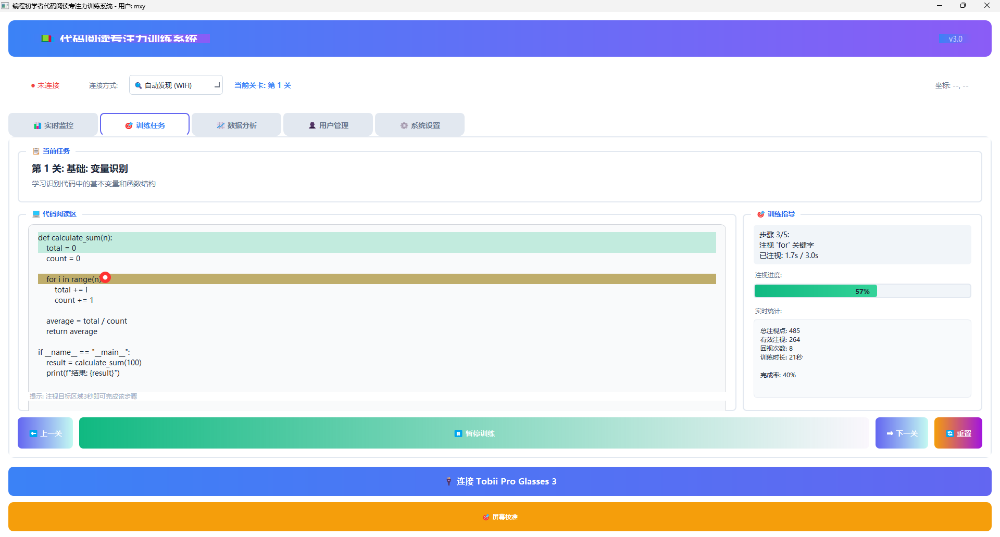 编程初学者代码阅读专注力训练系统 - 用户: mxy
代码阅读专注力训练系统
v3.0
未连接
连接方式:
自动发现 (WiFi)
当前关卡: 第 1 关
坐标: --, --
实时监控
训练任务
数据分析
用户管理
系统设置
当前任务
第 1 关: 基础: 变量识别
学习识别代码中的基本变量和函数结构
代码阅读区
def calculate_sum(n):
    total = 0
    count = 0
    for i in range(n)
        total += i
        count += 1
    average = total / count
    return average
if __name__ == "__main__":
    result = calculate_sum(100)
    print(f"结果: {result}")
提示: 注视目标区域3秒即可完成该步骤
训练指导
步骤 3/5:
注视 'for' 关键字
已注视: 1.7s / 3.0s
注视进度:
57%
实时统计:
总注视点: 485
有效注视: 264
回视次数: 8
训练时长: 21秒
完成率: 40%
上一关
暂停训练
下一关
重置
连接 Tobii Pro Glasses 3
屏幕校准